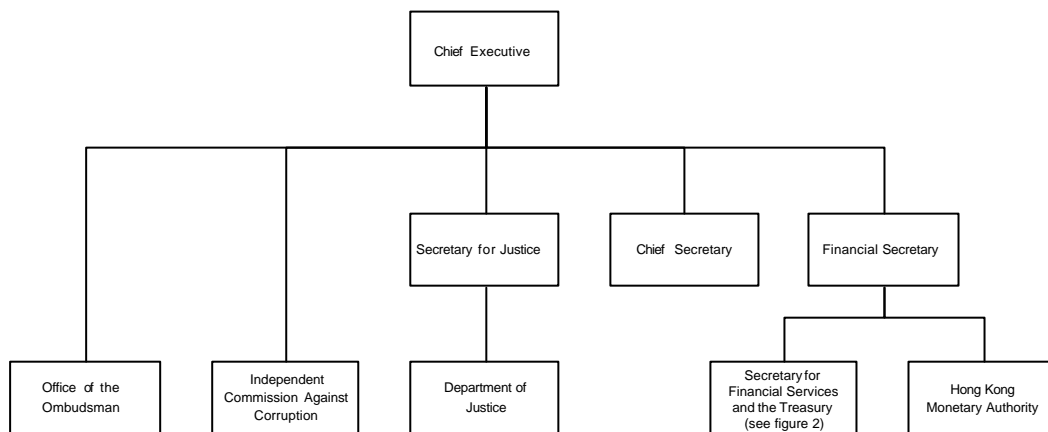 Chief Executive
Secretary for Justice
Chief Secretary
Financial Secretary
Office of the
Ombudsman
Independent
Commission Against
Corruption
Department of
Justice
Secretary for
Financial Services
and the Treasury
(see figure 2)
Hong Kong
Monetary Authority